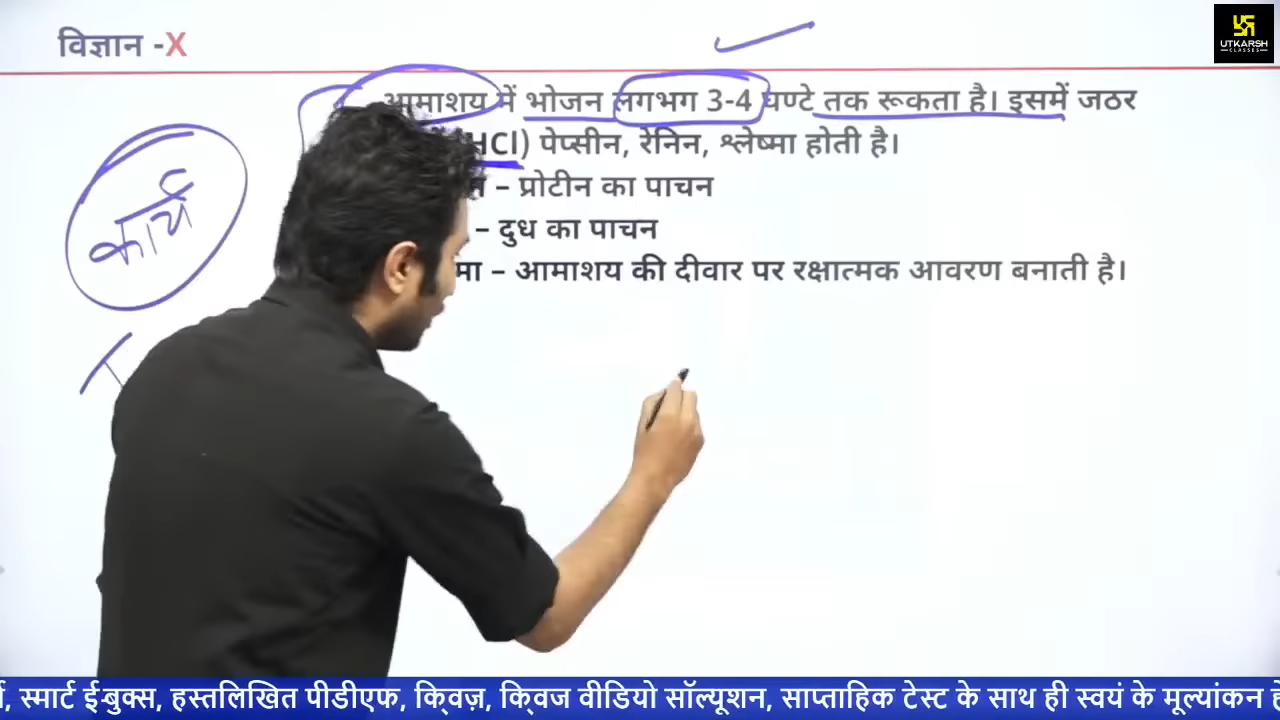 विज्ञान -X
UTKARSH
CLASSES
आमाशय में भोजन लगभग 3-4 घण्टे तक रूकता है। इसमें जठर
HCl) पेप्सीन, रेनिन, श्लेष्मा होती है।
– प्रोटीन का पाचन
– दुध का पाचन
– आमाशय की दीवार पर रक्षात्मक आवरण बनाती है।
कार्य
स्मार्ट ई-बुक्स, हस्तलिखित पीडीएफ, क्विज़, क्विज वीडियो सॉल्यूशन, साप्ताहिक टेस्ट के साथ ही स्वयं के मूल्यांकन